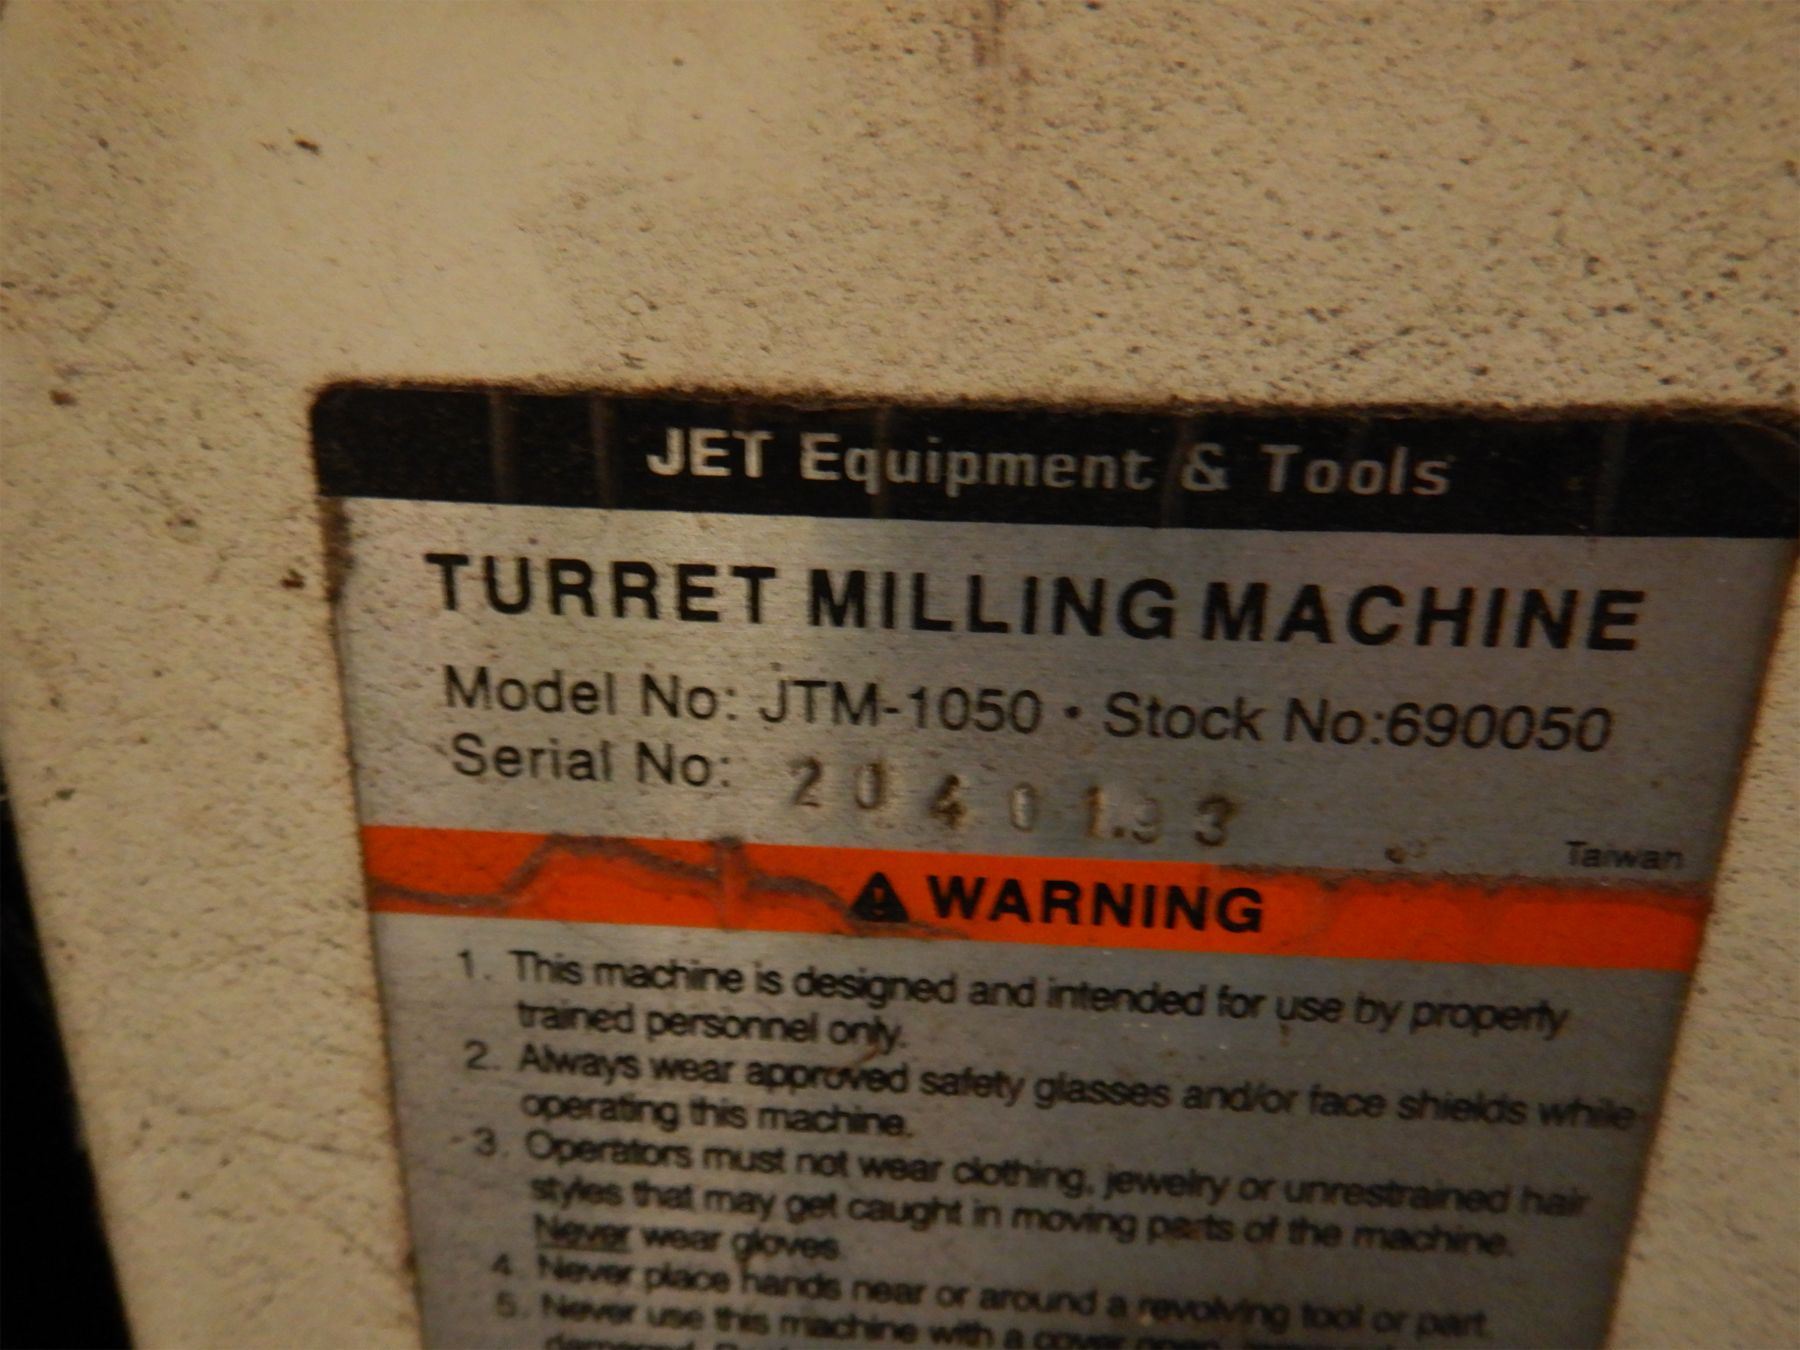 JET Equipment & Tools
TURRET MILLING MACHINE
Model No: JTM-1050 • Stock No:690050
Serial No: 2040193
Taiwan
WARNING
1. This machine is designed and intended for use by properly
trained personnel only.
2. Always wear approved safety glasses and/or face shields while
operating this machine.
3. Operators must not wear clothing, jewelry or unrestrained hair
styles that may get caught in moving parts of the machine.
Never wear gloves.
4. Never place hands near or around a revolving tool or part.
5. Never use this machine with a cover open,